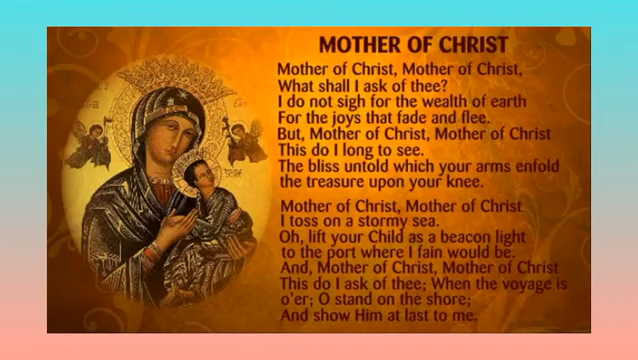 MOTHER OF CHRIST
Mother of Christ, Mother of Christ,
What shall I ask of thee?
I do not sigh for the wealth of earth
For the joys that fade and flee.
But, Mother of Christ, Mother of Christ
This do I long to see.
The bliss untold which your arms enfold
the treasure upon your knee.
Mother of Christ, Mother of Christ
I toss on a stormy sea.
Oh, lift your Child as a beacon light
to the port where I fain would be.
And, Mother of Christ, Mother of Christ
This do I ask of thee; When the voyage is
o'er; O stand on the shore;
And show Him at last to me.